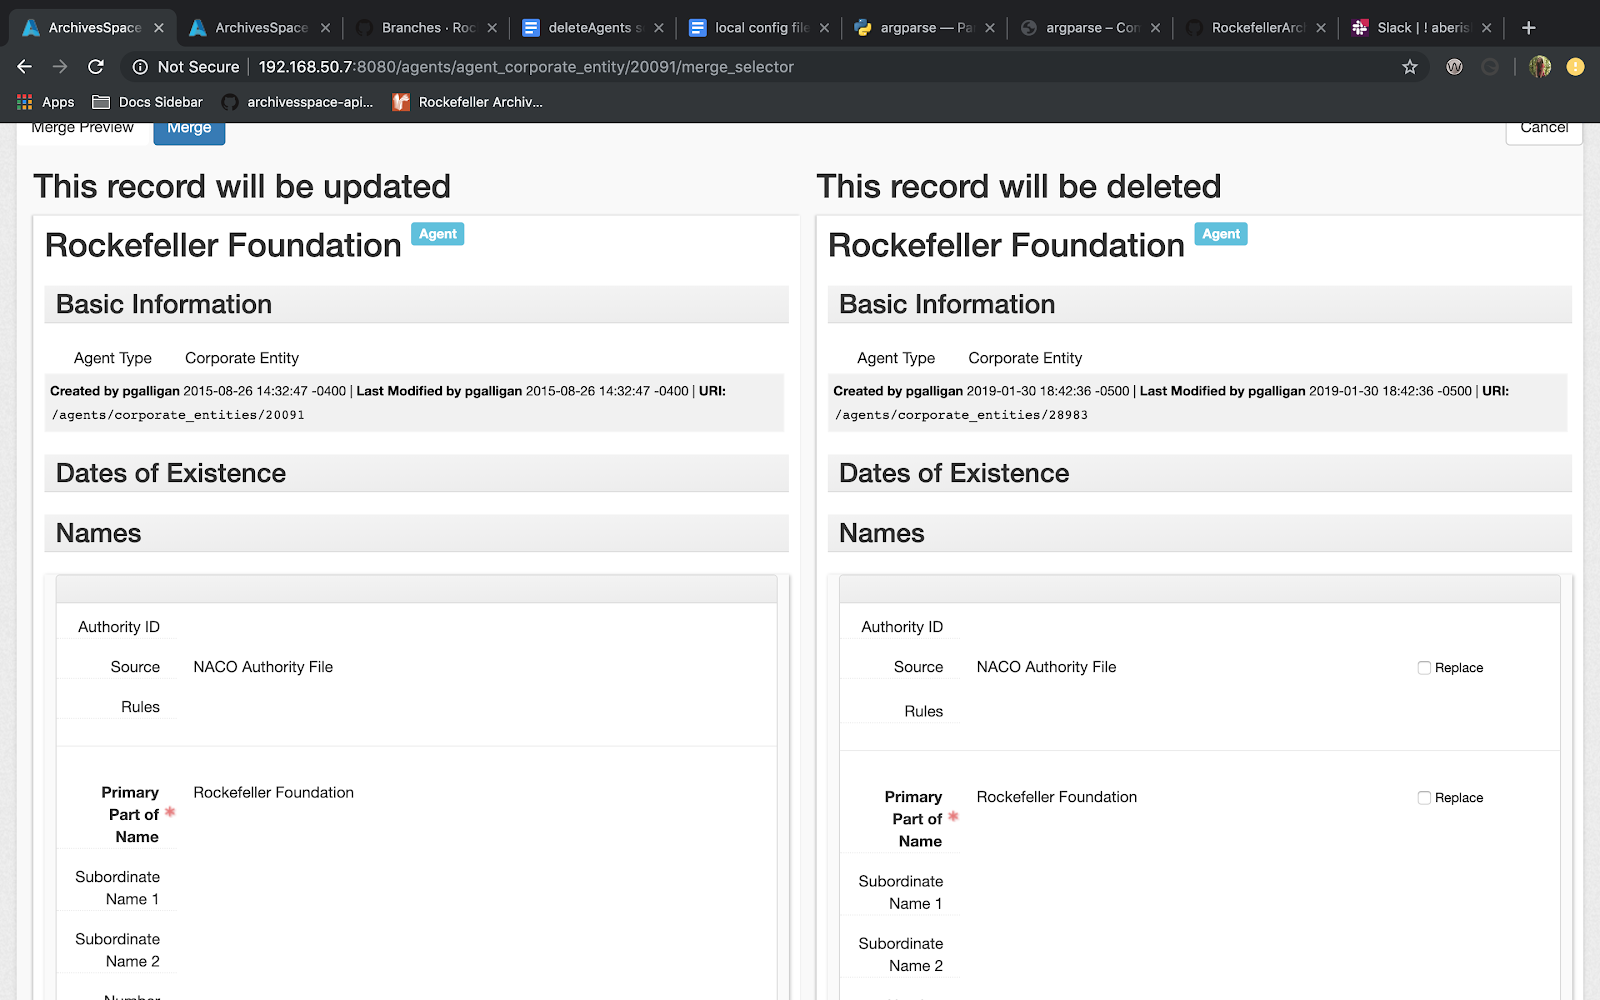 ArchivesSpace
ArchivesSpace
Branches · Roc
deleteAgents s
local config file
argparse — Pa
argparse – Con
RockefellerArch
Slack | ! aberis
Not Secure
192.168.50.7:8080/agents/agent_corporate_entity/20091/merge_selector
Apps
Docs Sidebar
archivesspace-api...
Rockefeller Archiv...
Merge Preview
Merge
Cancel
This record will be updated
Rockefeller Foundation Agent
Basic Information
Agent Type Corporate Entity
Created by pgalligan 2015-08-26 14:32:47 -0400 | Last Modified by pgalligan 2015-08-26 14:32:47 -0400 | URI:
/agents/corporate_entities/20091
Dates of Existence
Names
Authority ID
Source NACO Authority File
Rules
Primary Rockefeller Foundation
Part of *
Name
Subordinate
Name 1
Subordinate
Name 2
Number
This record will be deleted
Rockefeller Foundation Agent
Basic Information
Agent Type Corporate Entity
Created by pgalligan 2019-01-30 18:42:36 -0500 | Last Modified by pgalligan 2019-01-30 18:42:36 -0500 | URI:
/agents/corporate_entities/28983
Dates of Existence
Names
Authority ID
Source NACO Authority File Replace
Rules
Primary Rockefeller Foundation Replace
Part of *
Name
Subordinate
Name 1
Subordinate
Name 2